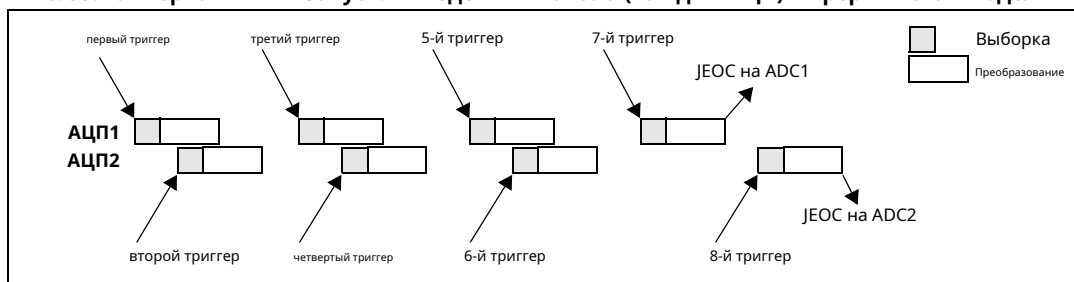 первый триггер
третий триггер
5-й триггер
7-й триггер
Выборка
Преобразование
JEOC на ADC1
АЦП1
АЦП2
JEOC на ADC2
второй триггер
четвертый триггер
6-й триггер
8-й триггер